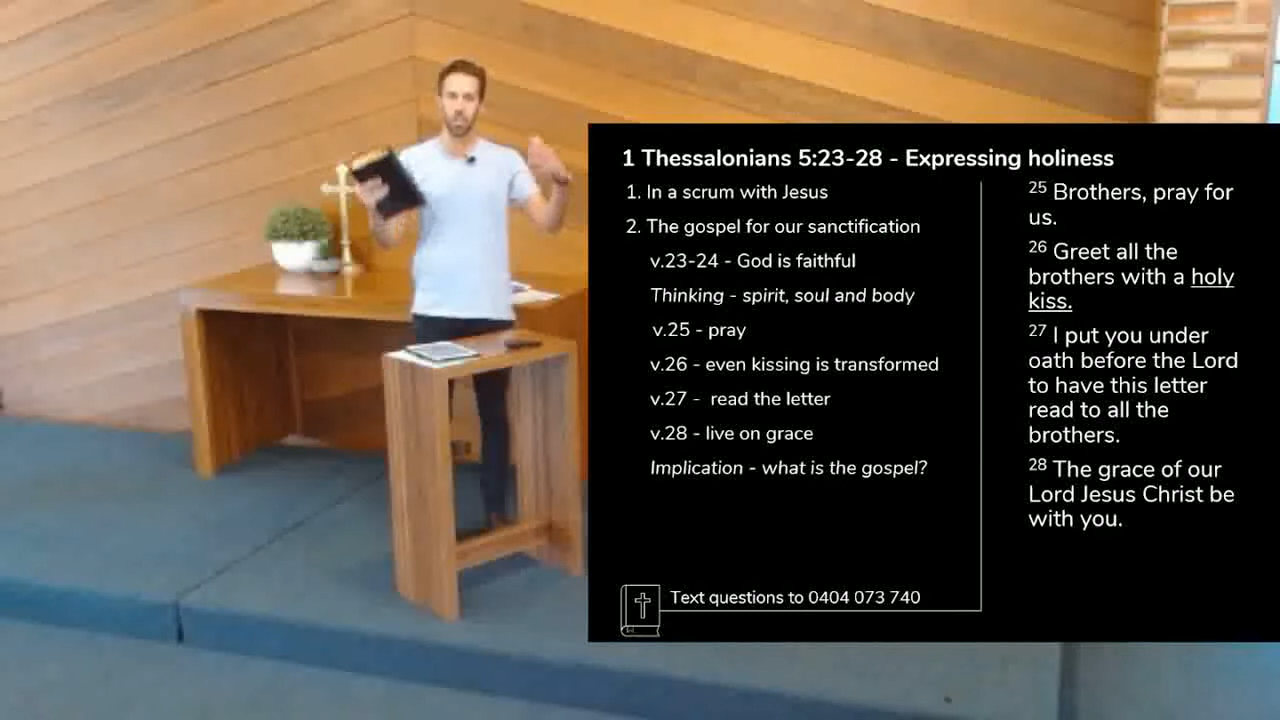 1 Thessalonians 5:23-28 - Expressing holiness
1. In a scrum with Jesus
2. The gospel for our sanctification
v.23-24 - God is faithful
Thinking - spirit, soul and body
v.25 - pray
v.26 - even kissing is transformed
v.27 - read the letter
v.28 - live on grace
Implication - what is the gospel?
Text questions to 0404 073 740
25 Brothers, pray for
us.
26 Greet all the
brothers with a holy
kiss.
27 I put you under
oath before the Lord
to have this letter
read to all the
brothers.
28 The grace of our
Lord Jesus Christ be
with you.